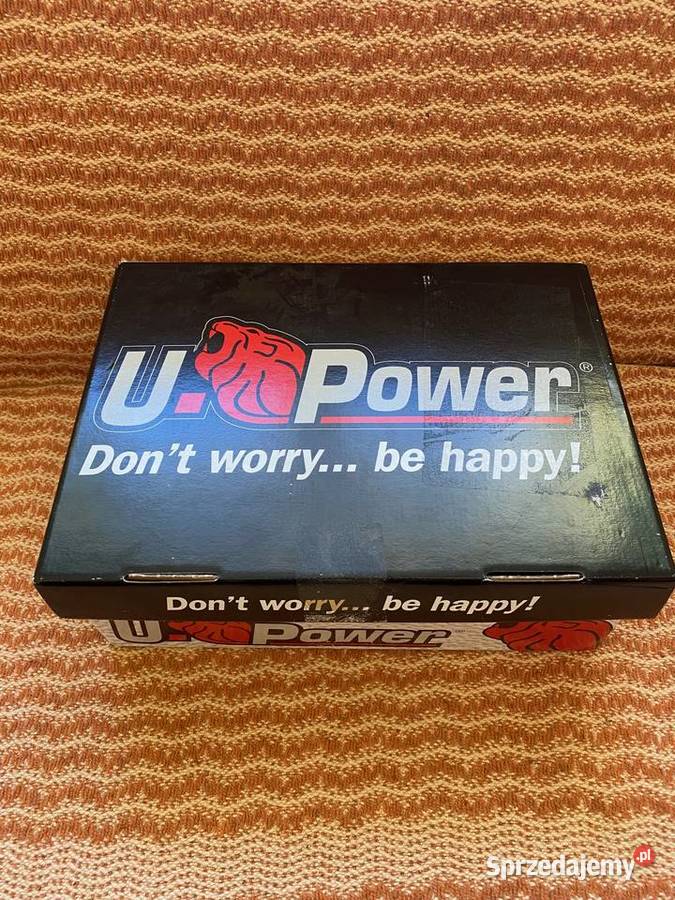 U.Power®
Don't worry... be happy!
Don't worry... be happy!
U.Power
Sprzedajemy.pl